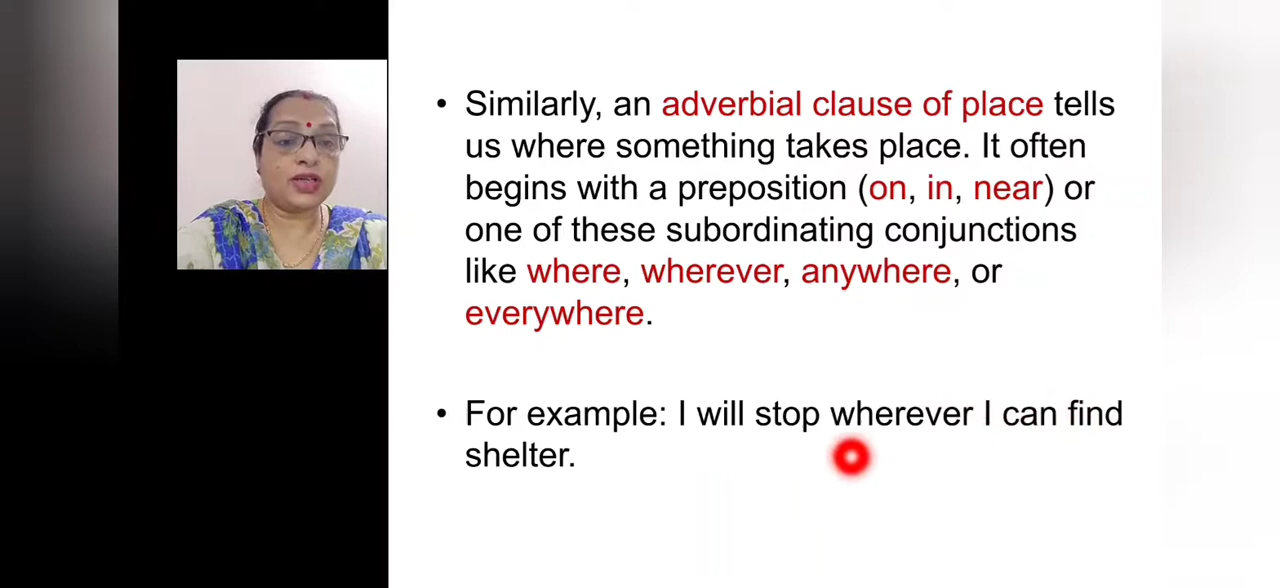 • Similarly, an adverbial clause of place tells
us where something takes place. It often
begins with a preposition (on, in, near) or
one of these subordinating conjunctions
like where, wherever, anywhere, or
everywhere.
• For example: I will stop wherever I can find
shelter.